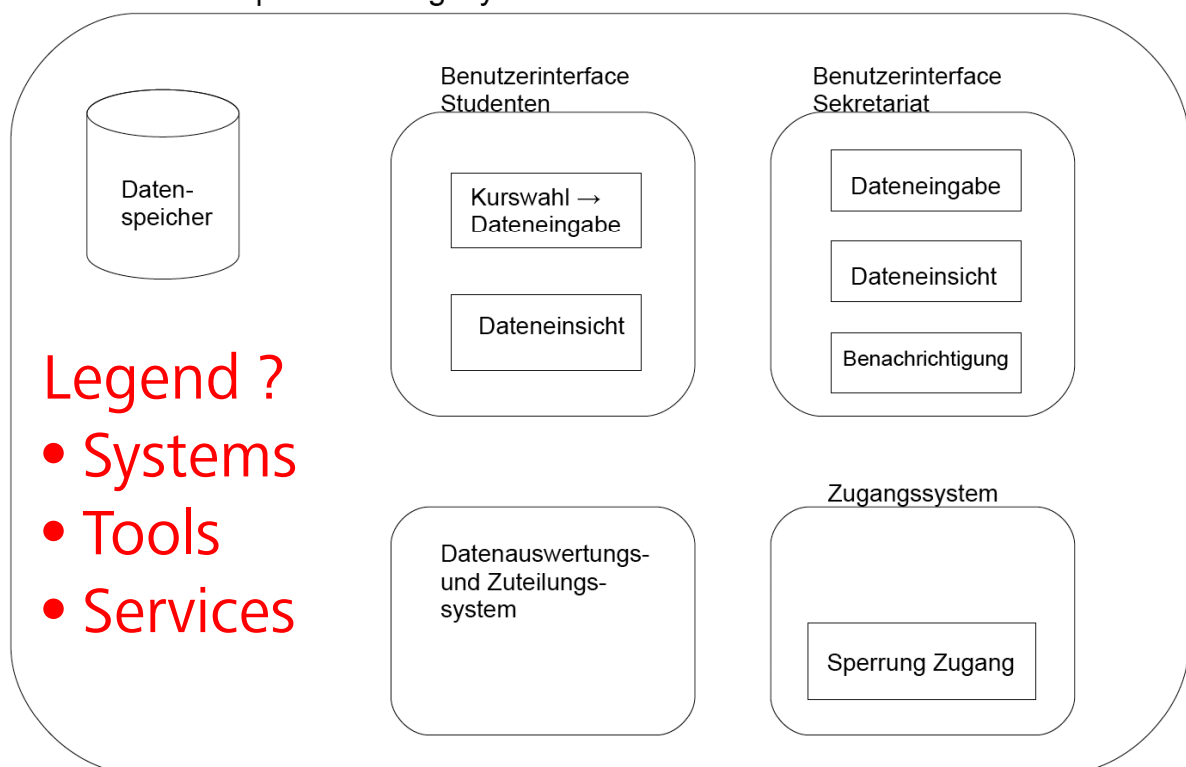 Benutzerinterface
Studenten
Benutzerinterface
Sekretariat
Daten-
speicher
Kurswahl →
Dateneingabe
Dateneinsicht
Dateneingabe
Dateneinsicht
Benachrichtigung
Legend ?
• Systems
• Tools
• Services
Datenauswertungs-
und Zuteilungs-
system
Zugangssystem
Sperrung Zugang